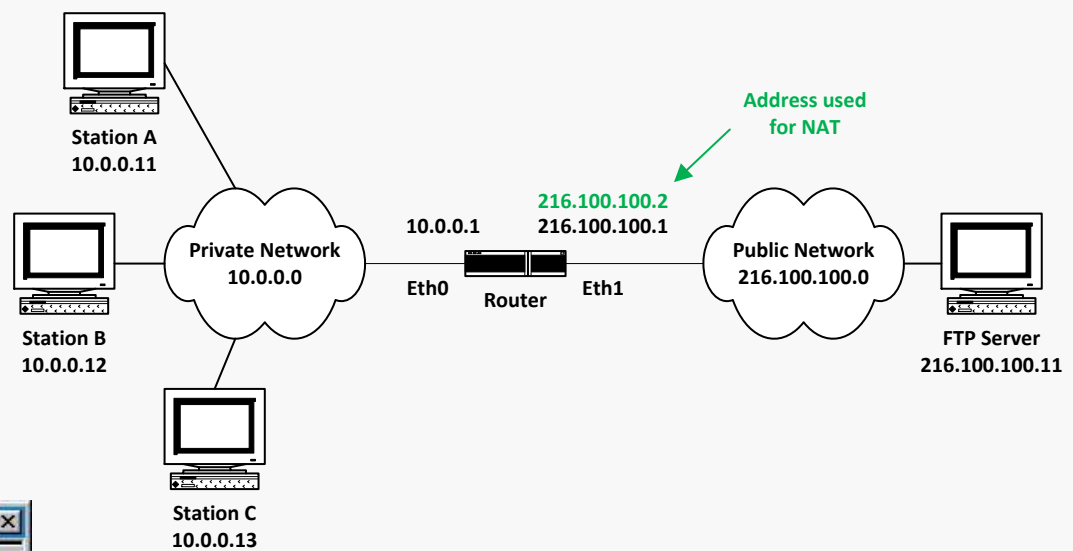 Station A
10.0.0.11
Address used
for NAT
216.100.100.2
10.0.0.1
216.100.100.1
Private Network
10.0.0.0
Public Network
216.100.100.0
Eth0
Router
Eth1
Station B
10.0.0.12
FTP Server
216.100.100.11
Station C
10.0.0.13